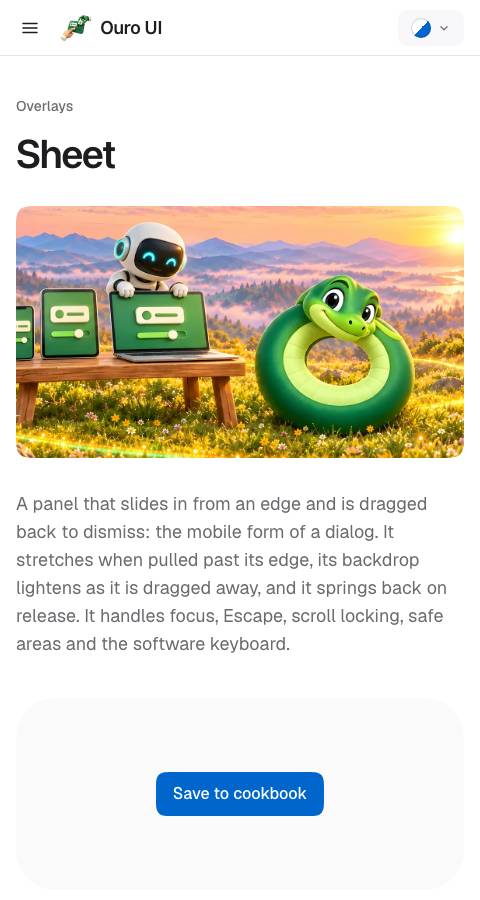 Ouro UI
Overlays
Sheet
A panel that slides in from an edge and is dragged
back to dismiss: the mobile form of a dialog. It
stretches when pulled past its edge, its backdrop
lightens as it is dragged away, and it springs back on
release. It handles focus, Escape, scroll locking, safe
areas and the software keyboard.
Save to cookbook